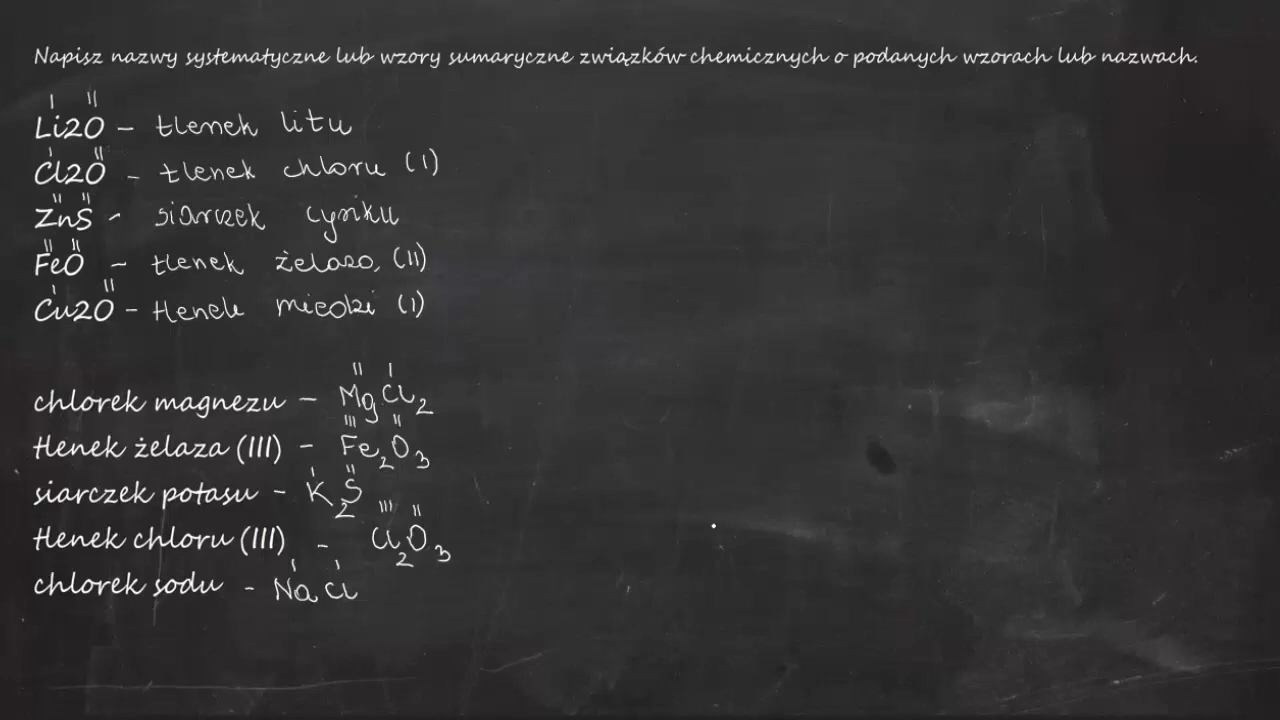 Napisz nazwy systematyczne lub wzory sumaryczne związków chemicznych o podanych wzorach lub nazwach.
I II
Li2O – tlenek litu
I II
Cl2O – tlenek chloru (I)
II II
ZnS – siarczek cynku
II II
FeO – tlenek żelaza, (II)
I II
Cu2O – tlenek miedzi (I)
II I
chlorek magnezu – MgCl2
III II
tlenek żelaza (III) – Fe2O3
I II
siarczek potasu – K2S
III II
tlenek chloru (III) – Cl2O3
I I
chlorek sodu – NaCl